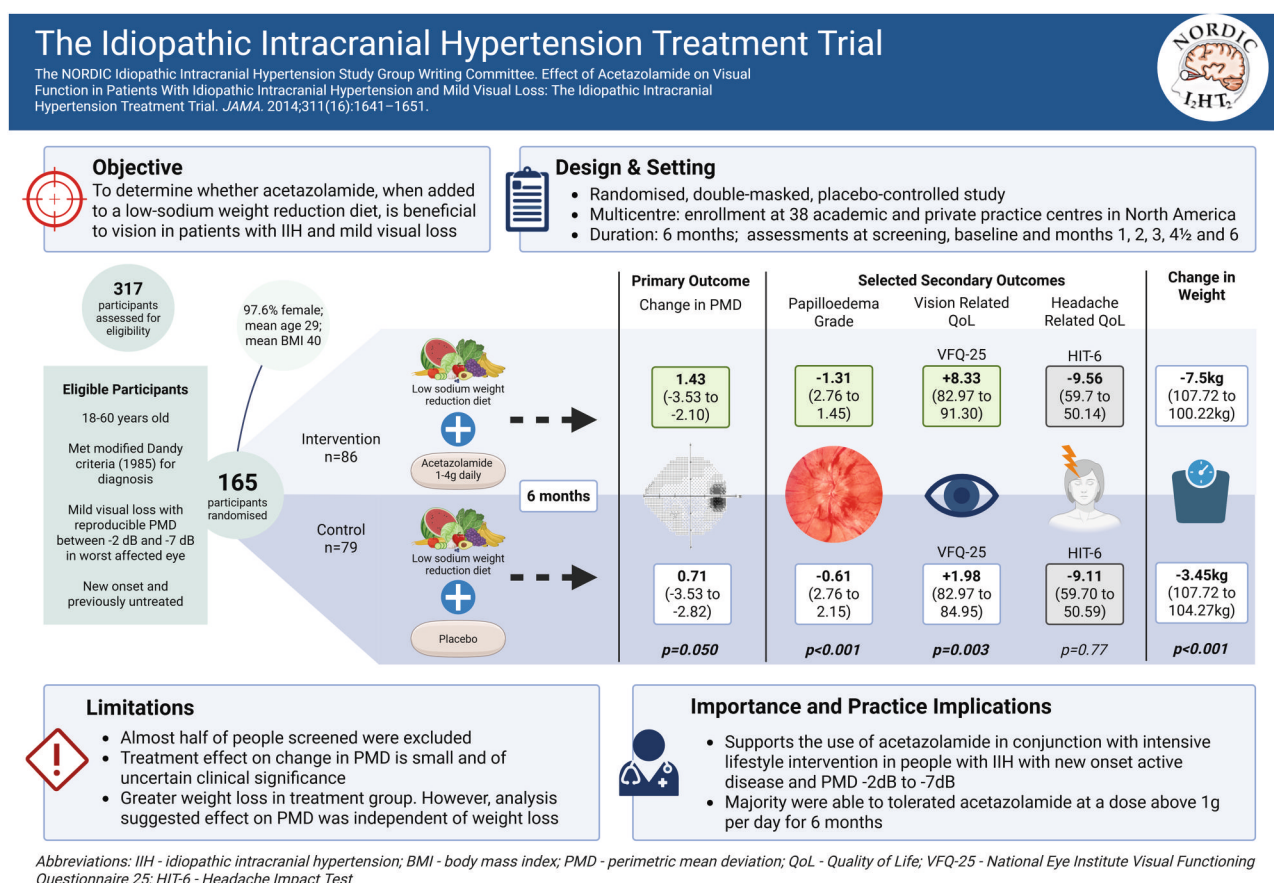 The Idiopathic Intracranial Hypertension Treatment Trial
The NORDIC Idiopathic Intracranial Hypertension Study Group Writing Committee. Effect of Acetazolamide on Visual
Function in Patients With Idiopathic Intracranial Hypertension and Mild Visual Loss: The Idiopathic Intracranial
Hypertension Treatment Trial. JAMA. 2014;311(16):1641–1651.
NORDIC
I₂HT₂
Objective
To determine whether acetazolamide, when added
to a low-sodium weight reduction diet, is beneficial
to vision in patients with IIH and mild visual loss
Design & Setting
• Randomised, double-masked, placebo-controlled study
• Multicentre: enrollment at 38 academic and private practice centres in North America
• Duration: 6 months; assessments at screening, baseline and months 1, 2, 3, 4½ and 6
317
participants
assessed for
eligibility
97.6% female;
mean age 29;
mean BMI 40
Eligible Participants
18-60 years old
Met modified Dandy
criteria (1985) for
diagnosis
Mild visual loss with
reproducible PMD
between -2 dB and -7 dB
in worst affected eye
New onset and
previously untreated
165
participants
randomised
Intervention
n=86
Low sodium weight
reduction diet
Acetazolamide
1-4g daily
Control
n=79
Low sodium weight
reduction diet
Placebo
6 months
Primary Outcome
Change in PMD
1.43
(-3.53 to
-2.10)
0.71
(-3.53 to
-2.82)
p=0.050
Selected Secondary Outcomes
Papilloedema
Grade
-1.31
(2.76 to
1.45)
-0.61
(2.76 to
2.15)
p<0.001
Vision Related
QoL
VFQ-25
+8.33
(82.97 to
91.30)
VFQ-25
+1.98
(82.97 to
84.95)
p=0.003
Headache
Related QoL
HIT-6
-9.56
(59.7 to
50.14)
HIT-6
-9.11
(59.70 to
50.59)
p=0.77
Change in
Weight
-7.5kg
(107.72 to
100.22kg)
-3.45kg
(107.72 to
104.27kg)
p<0.001
Limitations
• Almost half of people screened were excluded
• Treatment effect on change in PMD is small and of
uncertain clinical significance
• Greater weight loss in treatment group. However, analysis
suggested effect on PMD was independent of weight loss
Importance and Practice Implications
• Supports the use of acetazolamide in conjunction with intensive
lifestyle intervention in people with IIH with new onset active
disease and PMD -2dB to -7dB
• Majority were able to tolerated acetazolamide at a dose above 1g
per day for 6 months
Abbreviations: IIH - idiopathic intracranial hypertension; BMI - body mass index; PMD - perimetric mean deviation; QoL - Quality of Life; VFQ-25 - National Eye Institute Visual Functioning
Questionnaire 25; HIT-6 - Headache Impact Test